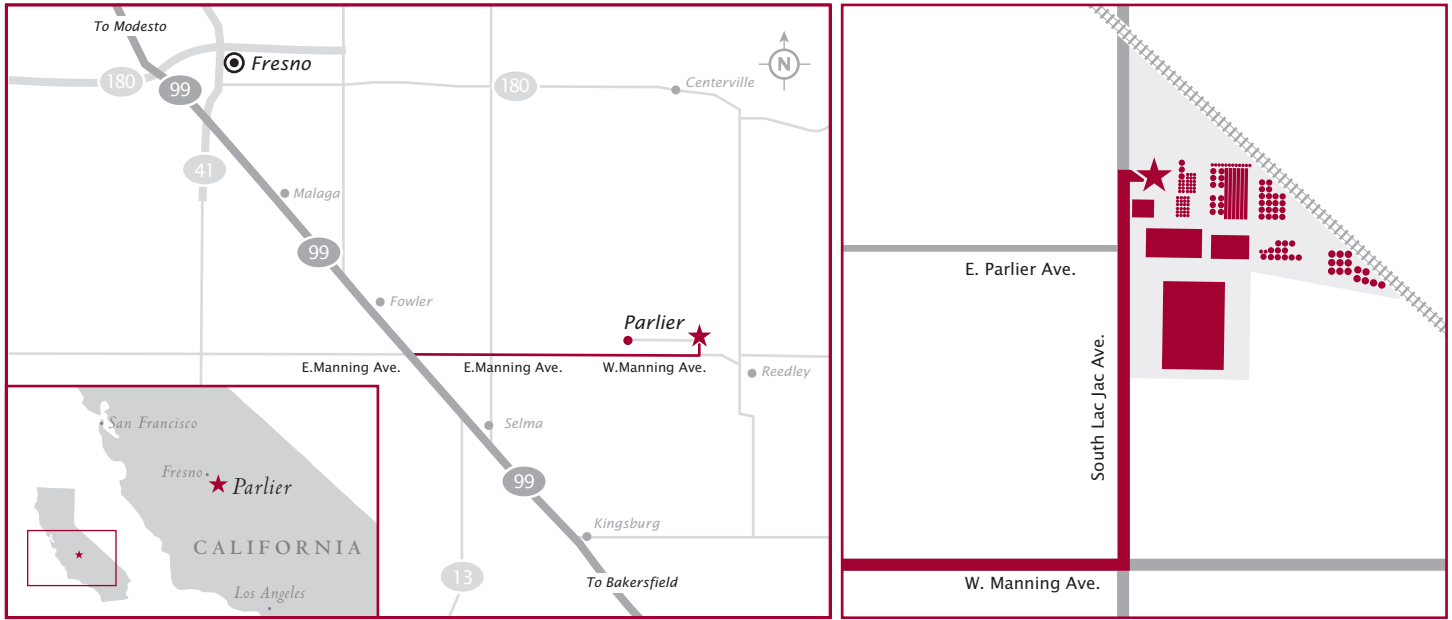 To Modesto
Fresno
180
99
180
Centerville
N
41
Malaga
99
Fowler
Parlier
E.Manning Ave.
E.Manning Ave.
W.Manning Ave.
Reedley
Selma
99
Kingsburg
13
To Bakersfield
San Francisco
Fresno
Parlier
CALIFORNIA
Los Angeles
E. Parlier Ave.
South Lac Jac Ave.
W. Manning Ave.